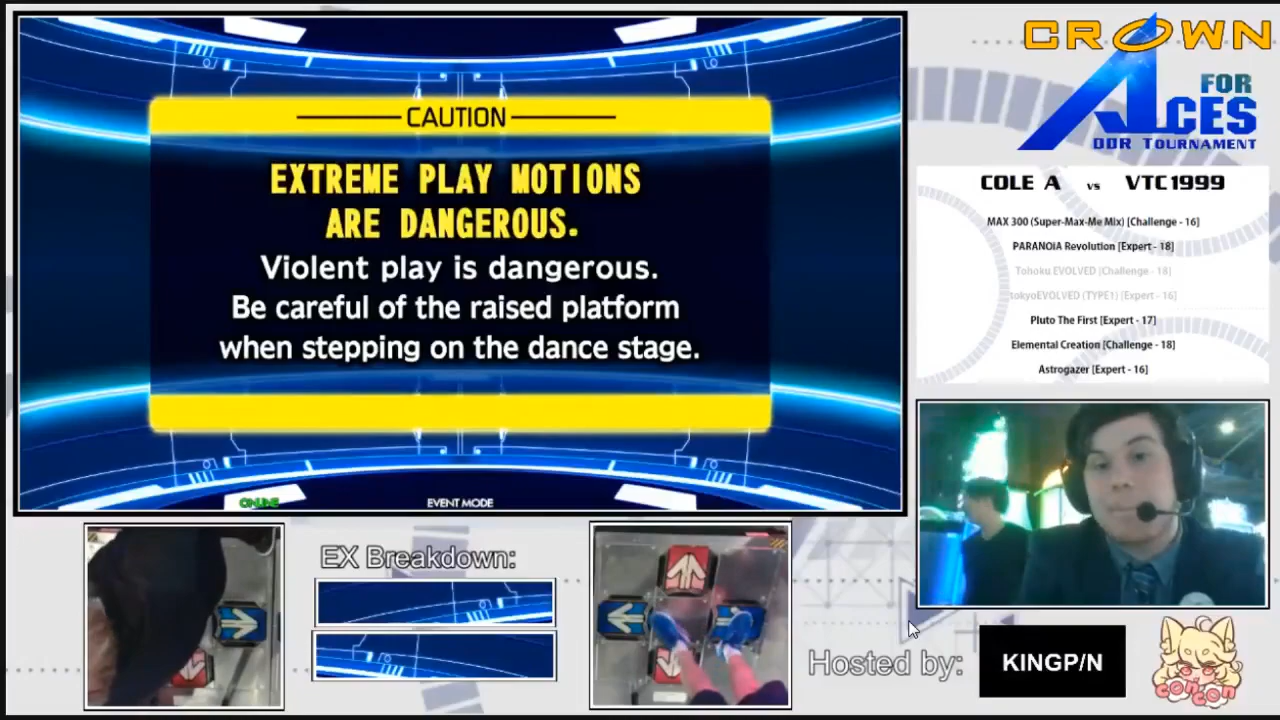 CAUTION
EXTREME PLAY MOTIONS
ARE DANGEROUS.
Violent play is dangerous.
Be careful of the raised platform
when stepping on the dance stage.
ONLINE
EVENT MODE
CROWN
FOR
ACES
DDR TOURNAMENT
COLE A vs VTC1999
MAX 300 (Super-Max-Me Mix) [Challenge - 16]
PARANOiA Revolution [Expert - 18]
Tohoku EVOLVED [Challenge - 18]
tokyoEVOLVED (TYPE1) [Expert - 16]
Pluto The First [Expert - 17]
Elemental Creation [Challenge - 18]
Astrogazer [Expert - 16]
EX Breakdown:
Hosted by:
KINGP/N
concon